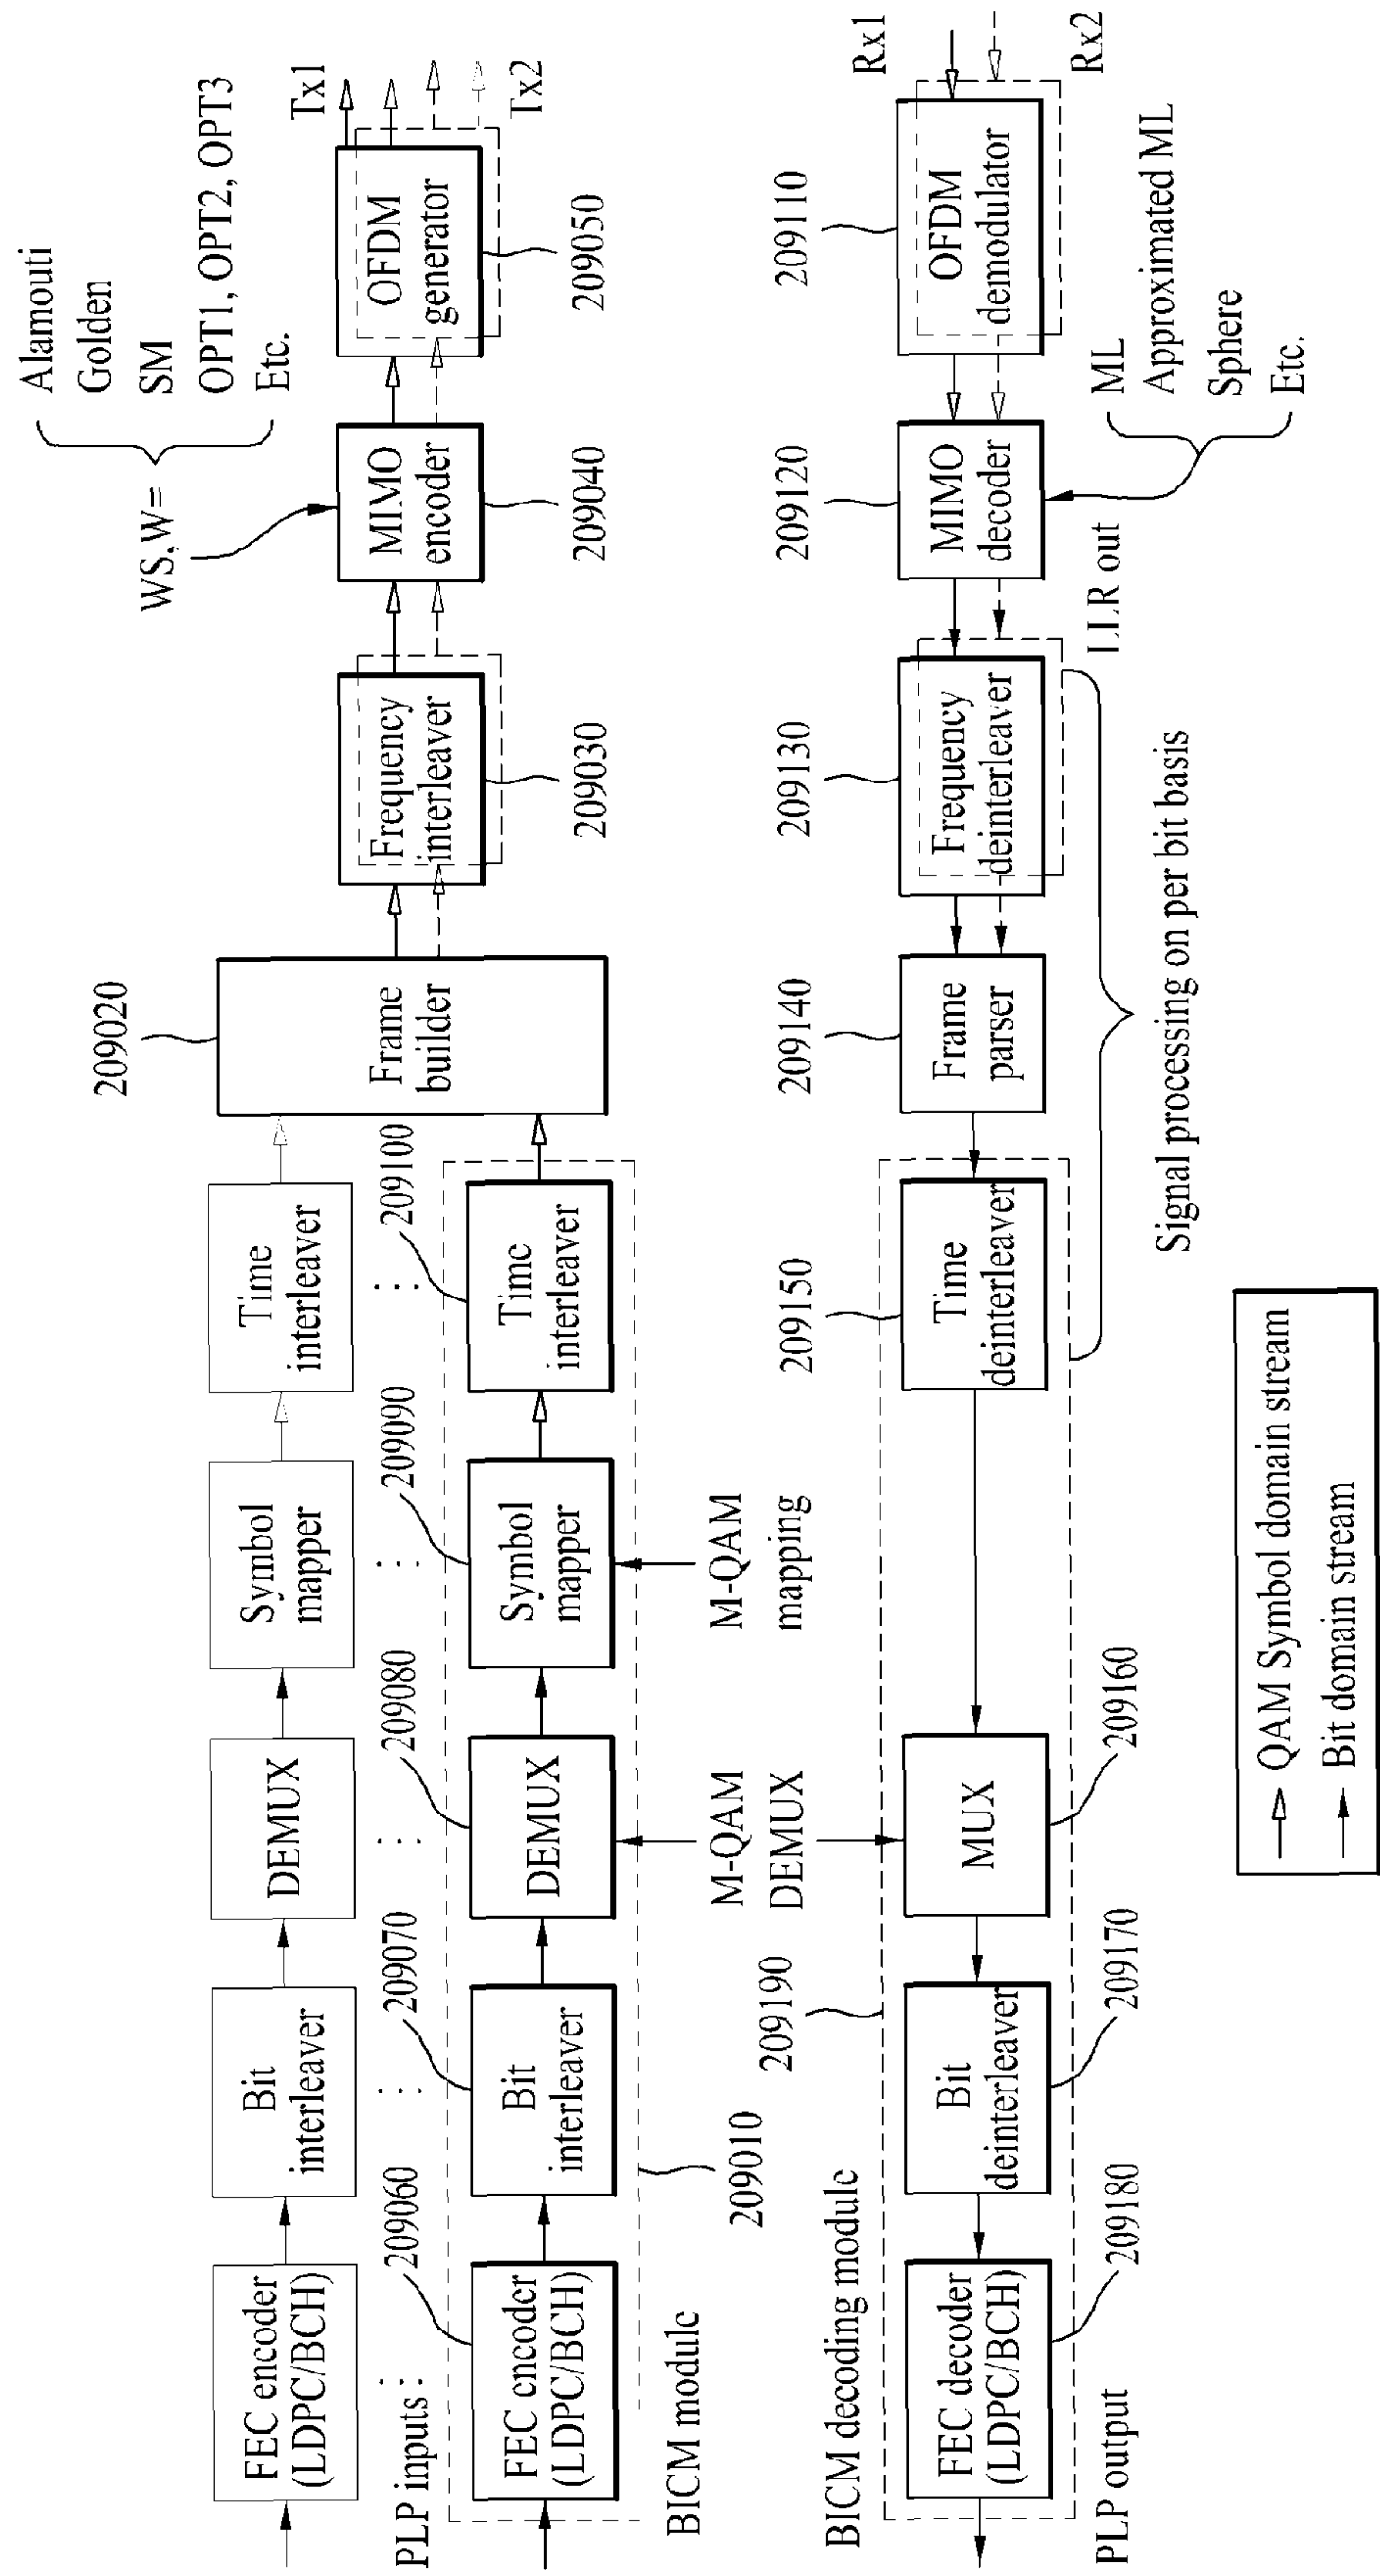 Alamouti
Golden
SM
OPT1, OPT2, OPT3
Etc.
WS,W=
Tx1
Tx2
209020
FEC encoder
(LDPC/BCH)
Bit
interleaver
DEMUX
Symbol
mapper
Time
interleaver
Frame
builder
Frequency
interleaver
MIMO
encoder
OFDM
generator
209030
209040
209050
PLP inputs
209060
209070
209080
209090
209100
FEC encoder
(LDPC/BCH)
Bit
interleaver
DEMUX
Symbol
mapper
Time
interleaver
BICM module
209010
M-QAM
DEMUX
M-QAM
mapping
BICM decoding module
209190
209150
209140
209130
209120
209110
Rx1
Rx2
FEC decoder
(LDPC/BCH)
Bit
deinterleaver
MUX
Time
deinterleaver
Frame
parser
Frequency
deinterleaver
MIMO
decoder
OFDM
demodulator
PLP output
209180
209170
209160
LLR out
ML
Approximated ML
Sphere
Etc.
Signal processing on per bit basis
QAM Symbol domain stream
Bit domain stream